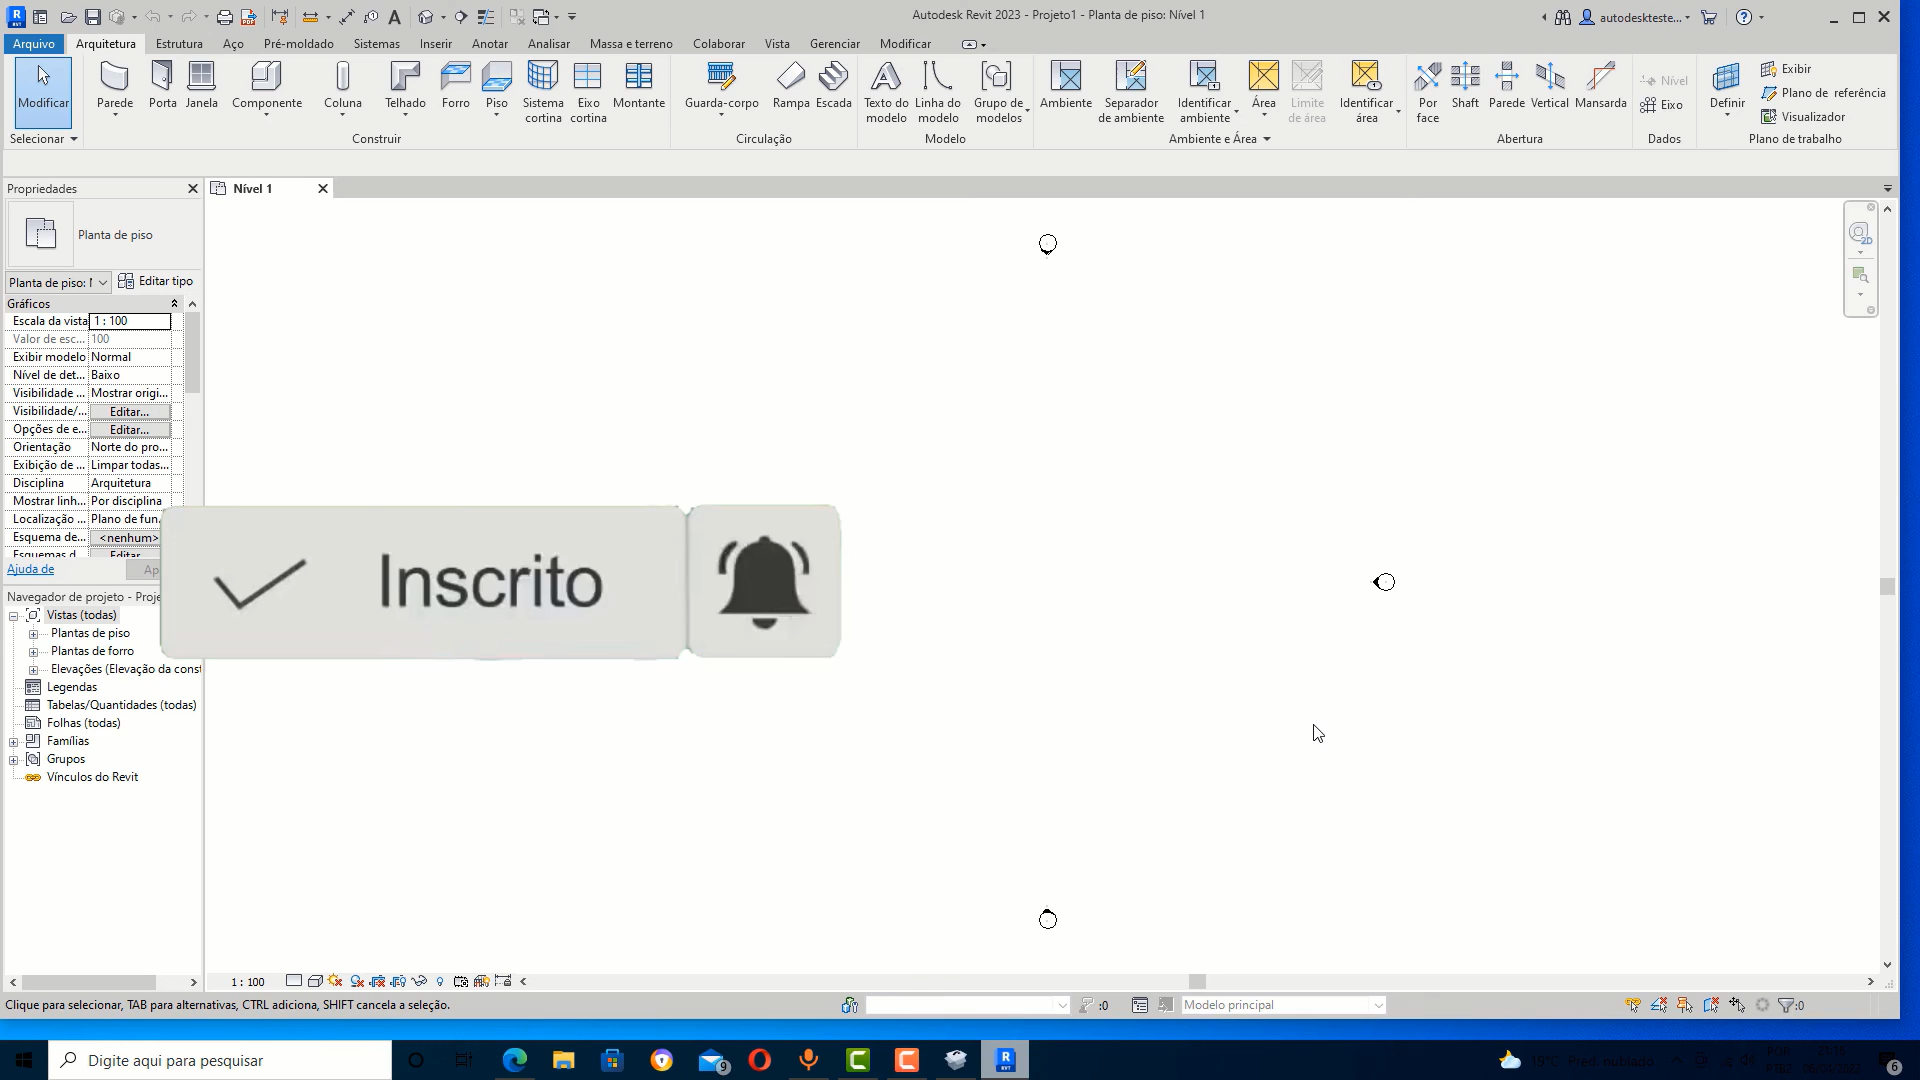 Autodesk Revit 2023 - Projeto1 - Planta de piso: Nível 1
autodeskteste...
Arquivo Arquitetura Estrutura Aço Pré-moldado Sistemas Inserir Anotar Analisar Massa e terreno Colaborar Vista Gerenciar Modificar
Modificar Parede Porta Janela Componente Coluna Telhado Forro Piso Sistema cortina Eixo cortina Montante Guarda-corpo Rampa Escada Texto do modelo Linha do modelo Grupo de modelos Ambiente Separador de ambiente Identificar ambiente Área Limite de área Identificar área Por face Shaft Parede Vertical Mansarda Nível Eixo Definir Exibir Plano de referência Visualizador
Selecionar Construir Circulação Modelo Ambiente e Área Abertura Dados Plano de trabalho
Propriedades
Nível 1
Planta de piso
Planta de piso: Editar tipo
Gráficos
Escala da vista 1 : 100
Valor de esc... 100
Exibir modelo Normal
Nível de det... Baixo
Visibilidade ... Mostrar origi...
Visibilidade/... Editar...
Opções de e... Editar...
Orientação Norte do pro...
Exibição de ... Limpar todas...
Disciplina Arquitetura
Mostrar linh... Por disciplina
Localização ... Plano de fun...
Esquema de... <nenhum>
Esquemas d... Editar...
Ajuda de Ap
Inscrito
Navegador de projeto - Proje
Vistas (todas)
Plantas de piso
Plantas de forro
Elevações (Elevação da const
Legendas
Tabelas/Quantidades (todas)
Folhas (todas)
Famílias
Grupos
Vínculos do Revit
2D
1 : 100
Clique para selecionar, TAB para alternativas, CTRL adiciona, SHIFT cancela a seleção.
:0
Modelo principal
:0
Digite aqui para pesquisar
9
19°C Pred. nublado
6